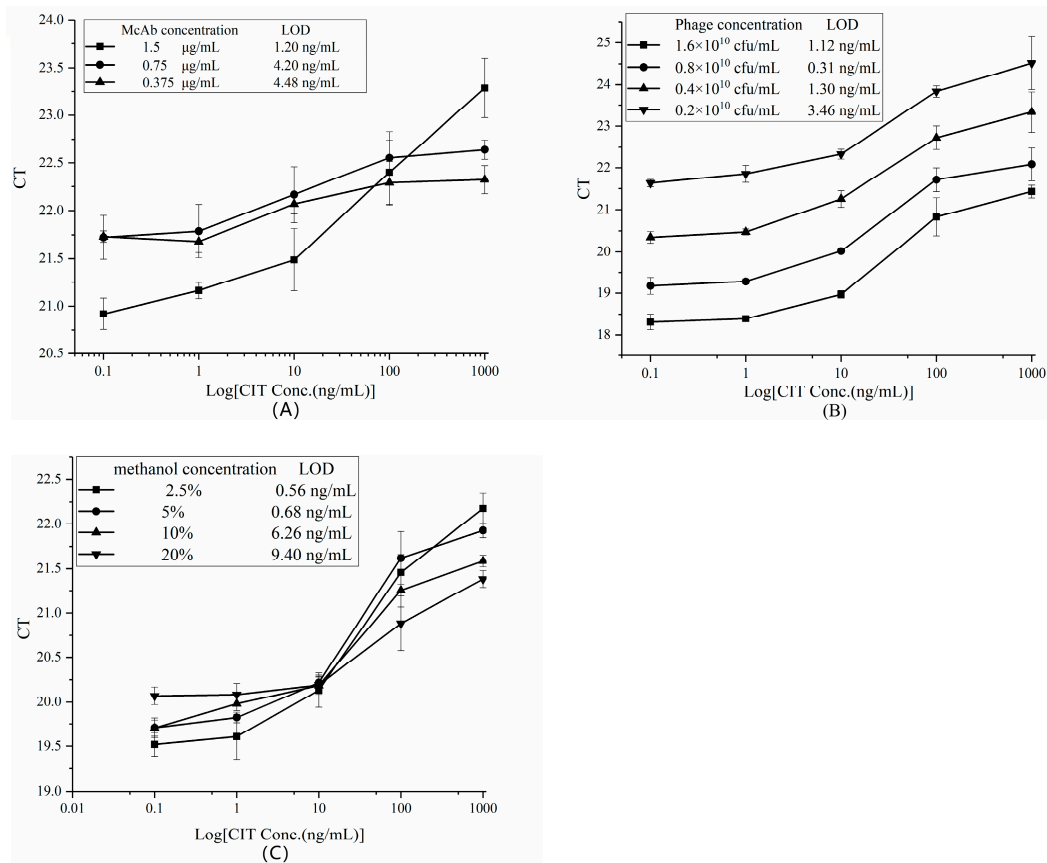 McAb concentration LOD
1.5 μg/mL 1.20 ng/mL
0.75 μg/mL 4.20 ng/mL
0.375 μg/mL 4.48 ng/mL
24.0
23.5
23.0
22.5
22.0
21.5
21.0
20.5
CT
0.1 1 10 100 1000
Log[CIT Conc.(ng/mL)]
(A)
Phage concentration LOD
1.6×10¹⁰ cfu/mL 1.12 ng/mL
0.8×10¹⁰ cfu/mL 0.31 ng/mL
0.4×10¹⁰ cfu/mL 1.30 ng/mL
0.2×10¹⁰ cfu/mL 3.46 ng/mL
25
24
23
22
21
20
19
18
CT
0.1 1 10 100 1000
Log[CIT Conc.(ng/mL)]
(B)
methanol concentration LOD
2.5% 0.56 ng/mL
5% 0.68 ng/mL
10% 6.26 ng/mL
20% 9.40 ng/mL
22.5
22.0
21.5
21.0
20.5
20.0
19.5
19.0
CT
0.01 0.1 1 10 100 1000
Log[CIT Conc.(ng/mL)]
(C)